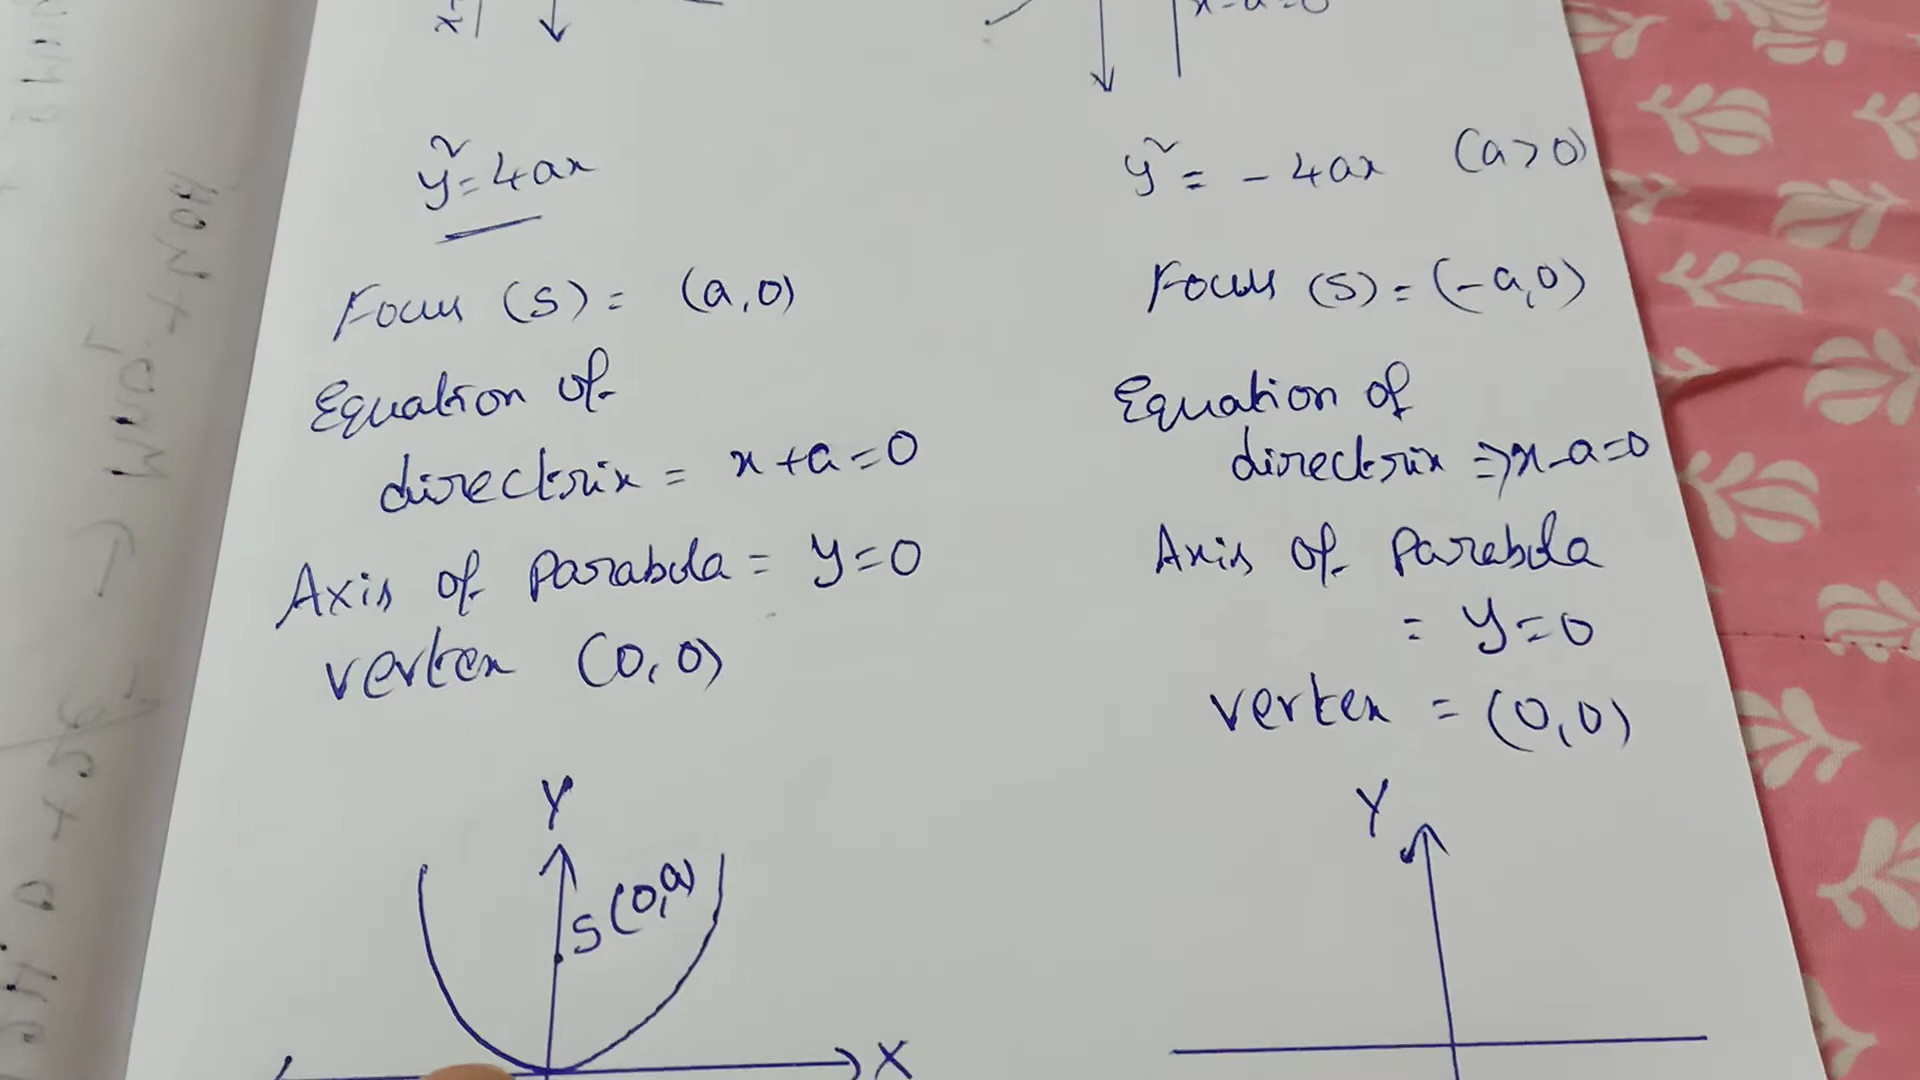 x-a=0
y²=4ax
Focus (S) = (a,0)
Equation of
directrix = x+a=0
Axis of Parabola = y=0
vertex (0,0)
Y
S(0,a)
X
y² = -4ax (a>0)
Focus (S) = (-a,0)
Equation of
directrix ⇒ x-a=0
Axis of Parabola
= y=0
vertex = (0,0)
Y